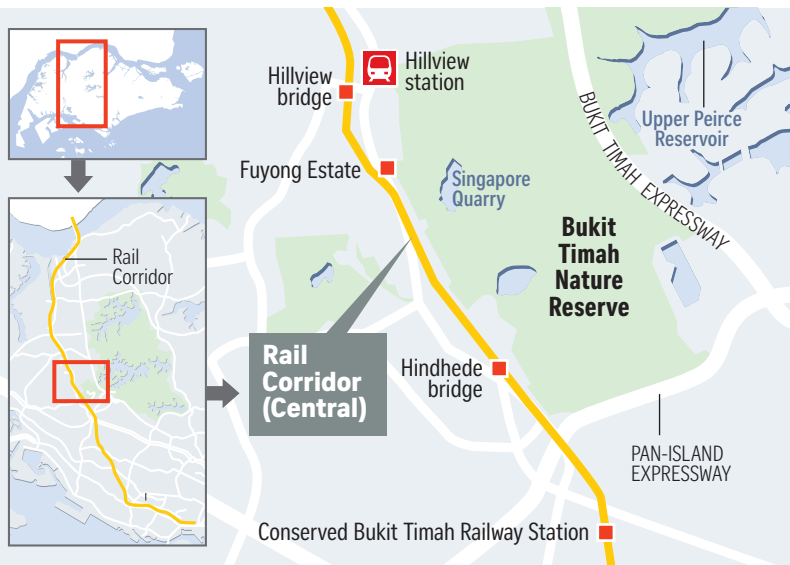 Rail
Corridor
Hillview
bridge
Hillview
station
Fuyong Estate
Singapore
Quarry
BUKIT TIMAH EXPRESSWAY
Upper Peirce
Reservoir
Bukit
Timah
Nature
Reserve
Rail
Corridor
(Central)
Hindhede
bridge
PAN-ISLAND
EXPRESSWAY
Conserved Bukit Timah Railway Station